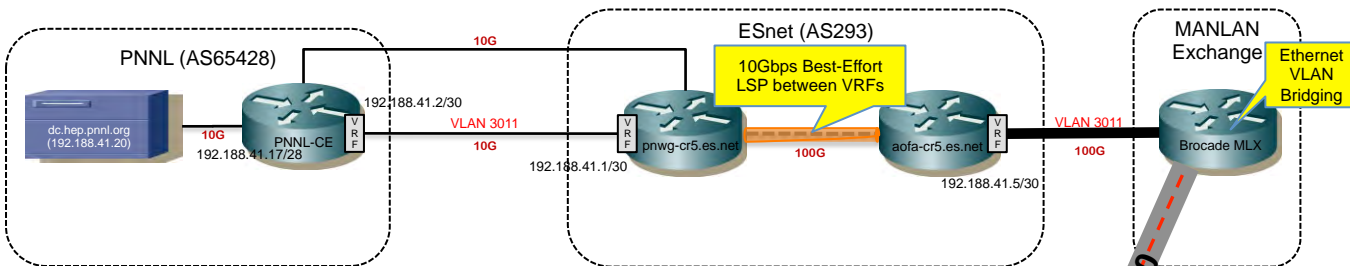 PNNL (AS65428)
dc.hep.pnnl.org
(192.188.41.20)
10G
192.188.41.17/28
PNNL-CE
VRF
192.188.41.2/30
10G
VLAN 3011
10G
ESnet (AS293)
192.188.41.1/30
VRF
pnwg-cr5.es.net
10Gbps Best-Effort
LSP between VRFs
100G
aofa-cr5.es.net
VRF
192.188.41.5/30
VLAN 3011
100G
MANLAN
Exchange
Ethernet
VLAN
Bridging
Brocade MLX